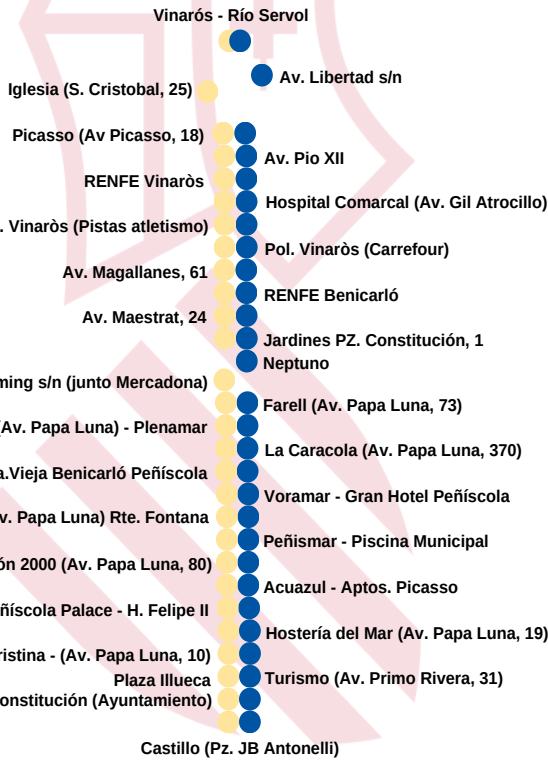 Vinarós - Río Servol
Av. Libertad s/n
Iglesia (S. Cristobal, 25)
Picasso (Av Picasso, 18)
Av. Pio XII
RENFE Vinaròs
Hospital Comarcal (Av. Gil Atrocillo)
. Vinaròs (Pistas atletismo)
Pol. Vinaròs (Carrefour)
Av. Magallanes, 61
RENFE Benicarló
Av. Maestrat, 24
Jardines PZ. Constitución, 1
Neptuno
ming s/n (junto Mercadona)
Farell (Av. Papa Luna, 73)
(Av. Papa Luna) - Plenamar
La Caracola (Av. Papa Luna, 370)
a.Vieja Benicarló Peñíscola
Voramar - Gran Hotel Peñíscola
v. Papa Luna) Rte. Fontana
Peñismar - Piscina Municipal
ón 2000 (Av. Papa Luna, 80)
Acuazul - Aptos. Picasso
ñíscola Palace - H. Felipe II
Hostería del Mar (Av. Papa Luna, 19)
ristina - (Av. Papa Luna, 10)
Plaza Illueca
Turismo (Av. Primo Rivera, 31)
onstitución (Ayuntamiento)
Castillo (Pz. JB Antonelli)